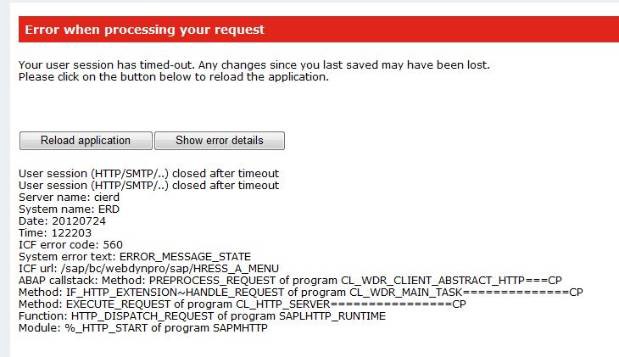 Error when processing your request
Your user session has timed-out. Any changes since you last saved may have been lost.
Please click on the button below to reload the application.
Reload application Show error details
User session (HTTP/SMTP/..) closed after timeout
User session (HTTP/SMTP/..) closed after timeout
Server name: cierd
System name: ERD
Date: 20120724
Time: 122203
ICF error code: 560
System error text: ERROR_MESSAGE_STATE
ICF url: /sap/bc/webdynpro/sap/HRESS_A_MENU
ABAP callstack: Method: PREPROCESS_REQUEST of program CL_WDR_CLIENT_ABSTRACT_HTTP===CP
Method: IF_HTTP_EXTENSION~HANDLE_REQUEST of program CL_WDR_MAIN_TASK==============CP
Method: EXECUTE_REQUEST of program CL_HTTP_SERVER================CP
Function: HTTP_DISPATCH_REQUEST of program SAPLHTTP_RUNTIME
Module: %_HTTP_START of program SAPMHTTP